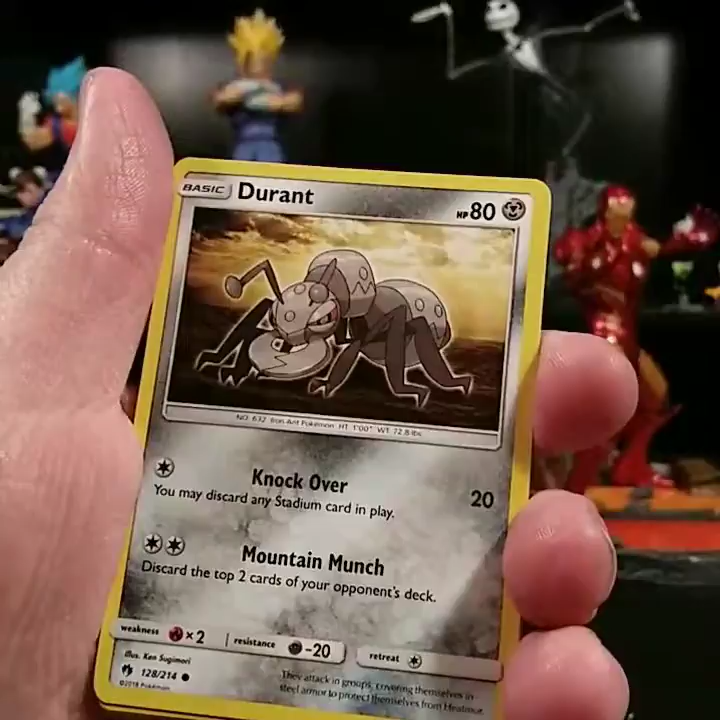 BASIC Durant HP80
NO. 632 Iron Ant Pokémon HT: 1'00" WT: 72.8 lbs
Knock Over 20
You may discard any Stadium card in play.
Mountain Munch
Discard the top 2 cards of your opponent's deck.
weakness ×2 resistance -20 retreat
Illus. Ken Sugimori
128/214
©2018 Pokémon
They attack in groups, covering themselves in
steel armor to protect themselves from Heatmor.